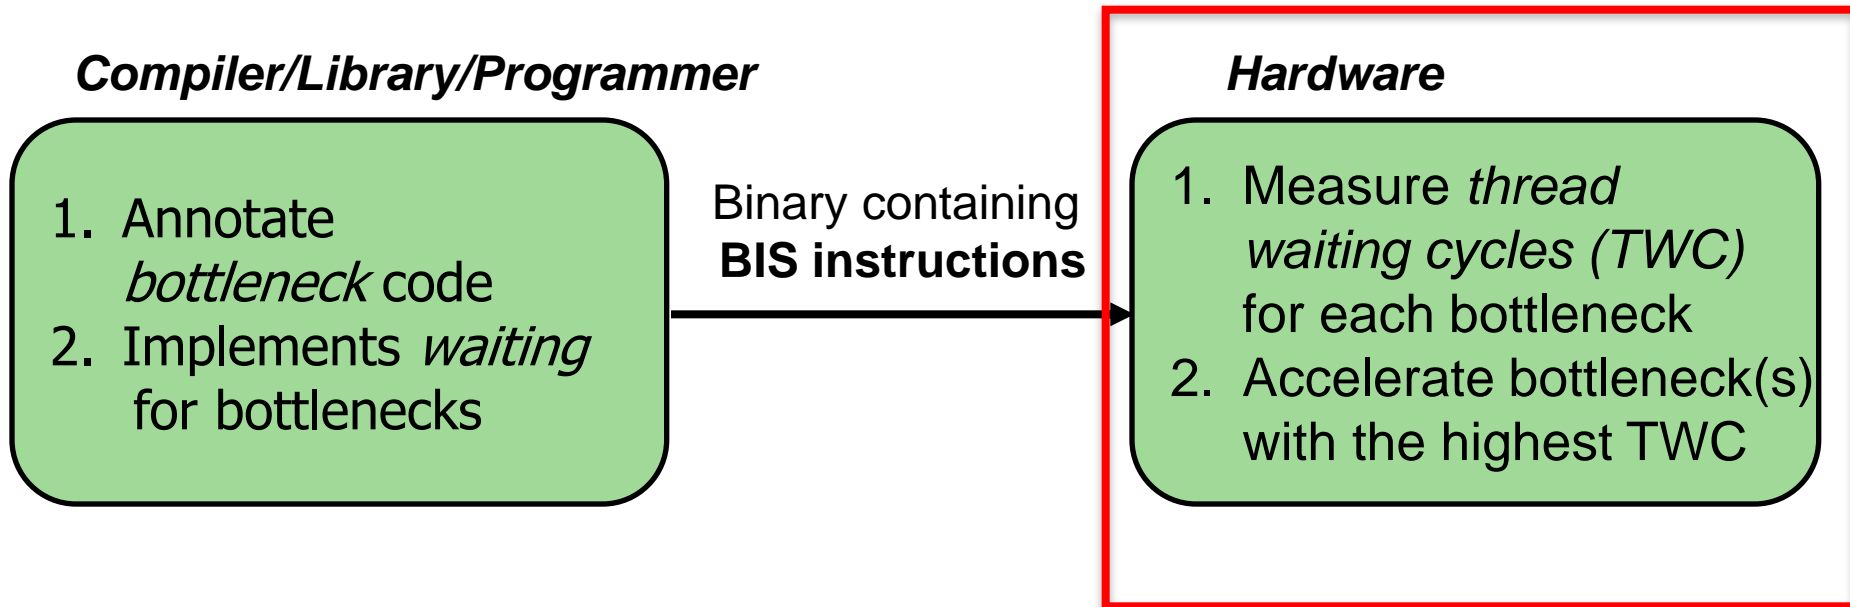 Compiler/Library/Programmer
1. Annotate
bottleneck code
2. Implements waiting
for bottlenecks
Binary containing
BIS instructions
Hardware
1. Measure thread
waiting cycles (TWC)
for each bottleneck
2. Accelerate bottleneck(s)
with the highest TWC